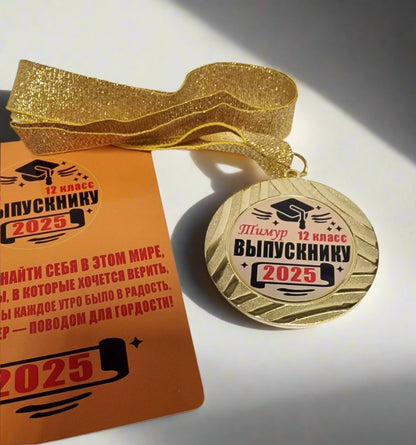 12 класс
ВЫПУСКНИКУ
2025
НАЙТИ СЕБЯ В ЭТОМ МИРЕ,
В КОТОРЫЕ ХОЧЕТСЯ ВЕРИТЬ,
КАЖДОЕ УТРО БЫЛО В РАДОСТЬ,
— ПОВОДОМ ДЛЯ ГОРДОСТИ!
2025
Тимур
12 класс
ВЫПУСКНИКУ
2025